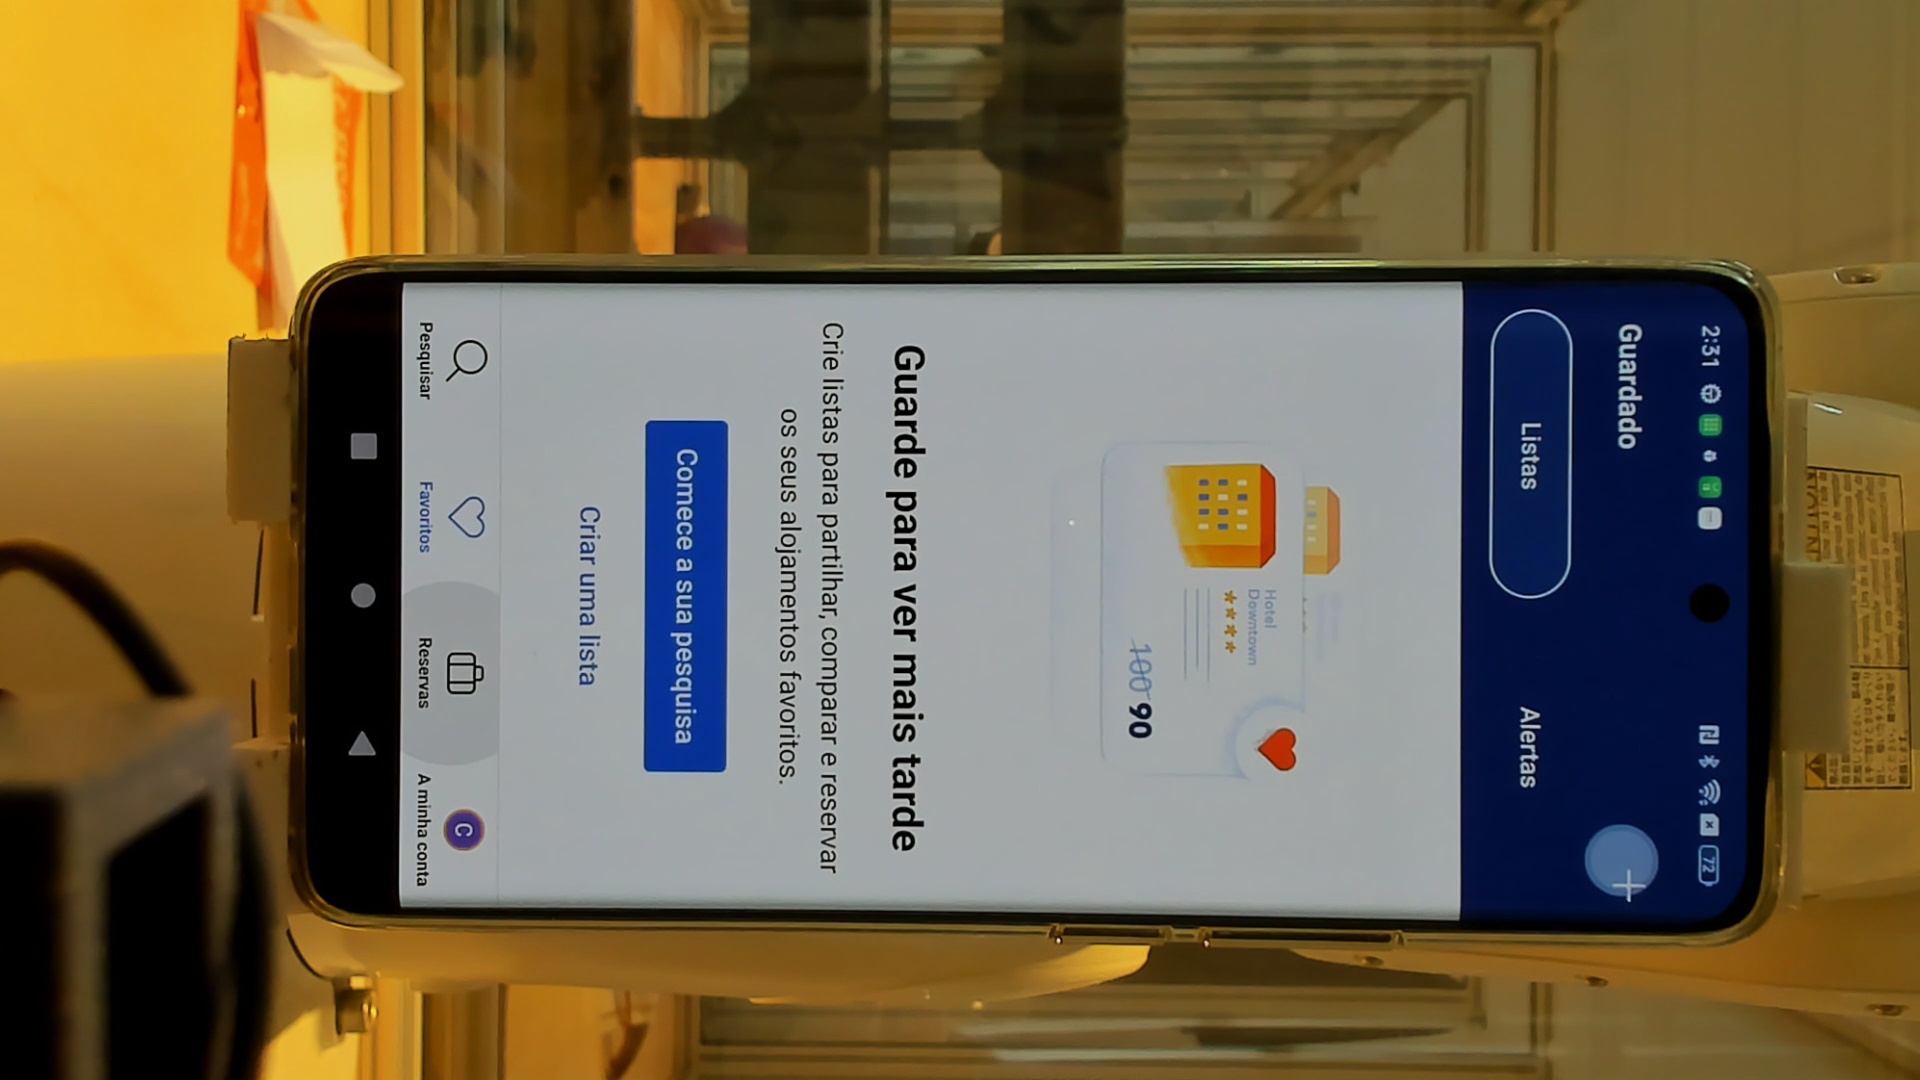 2:31
72
Guardado
Listas
Alertas
Hotel
Downtown
100 90
Guarde para ver mais tarde
Crie listas para partilhar, comparar e reservar
os seus alojamentos favoritos.
Comece a sua pesquisa
Criar uma lista
Pesquisar
Favoritos
Reservas
C
A minha conta